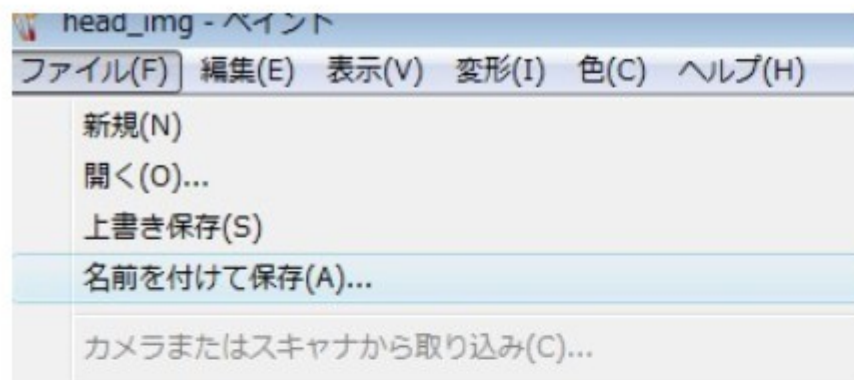 head_img - ペイント
ファイル(F) 編集(E) 表示(V) 変形(I) 色(C) ヘルプ(H)
新規(N)
開く(O)...
上書き保存(S)
名前を付けて保存(A)...
カメラまたはスキャナから取り込み(C)...